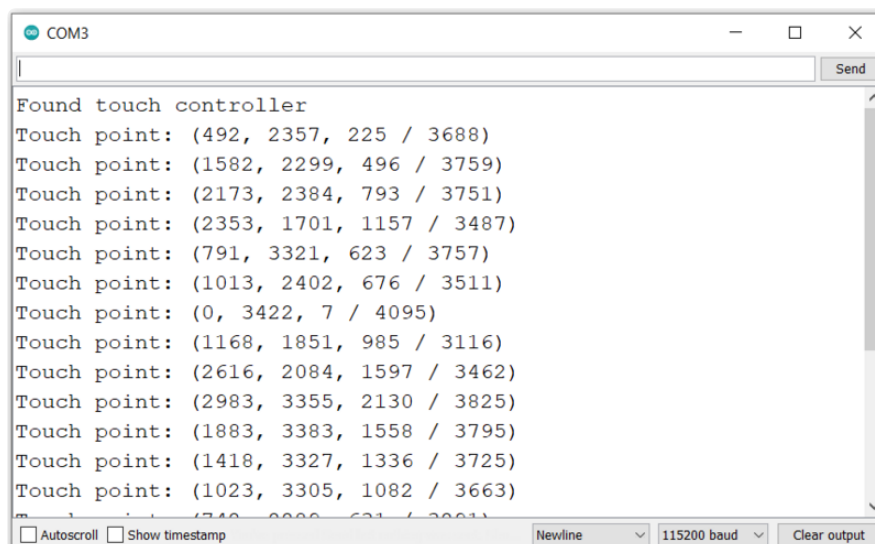 COM3
Send
Found touch controller
Touch point: (492, 2357, 225 / 3688)
Touch point: (1582, 2299, 496 / 3759)
Touch point: (2173, 2384, 793 / 3751)
Touch point: (2353, 1701, 1157 / 3487)
Touch point: (791, 3321, 623 / 3757)
Touch point: (1013, 2402, 676 / 3511)
Touch point: (0, 3422, 7 / 4095)
Touch point: (1168, 1851, 985 / 3116)
Touch point: (2616, 2084, 1597 / 3462)
Touch point: (2983, 3355, 2130 / 3825)
Touch point: (1883, 3383, 1558 / 3795)
Touch point: (1418, 3327, 1336 / 3725)
Touch point: (1023, 3305, 1082 / 3663)
Touch point:
Autoscroll Show timestamp Newline 115200 baud Clear output